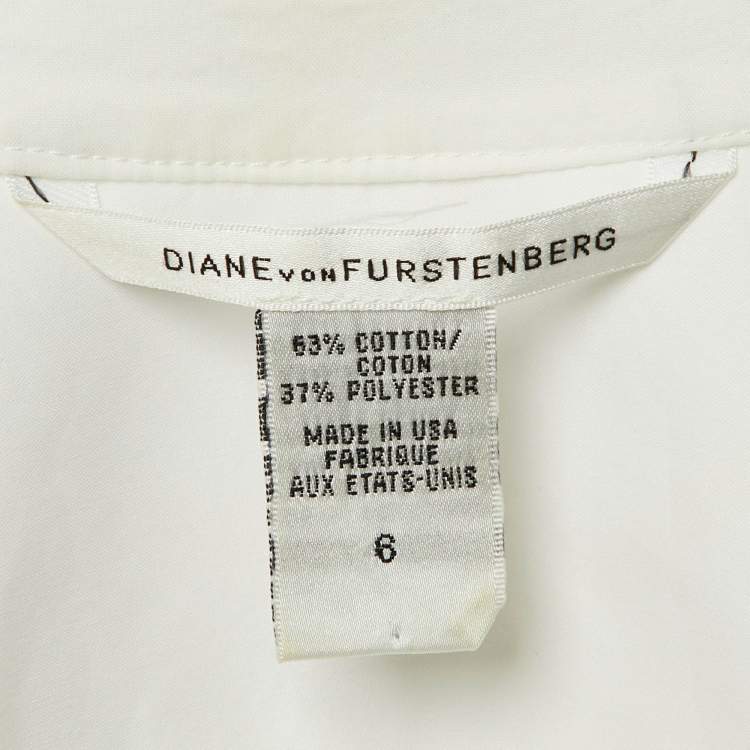 DIANE von FURSTENBERG
63% COTTON/
COTON
37% POLYESTER
MADE IN USA
FABRIQUE
AUX ETATS-UNIS
6